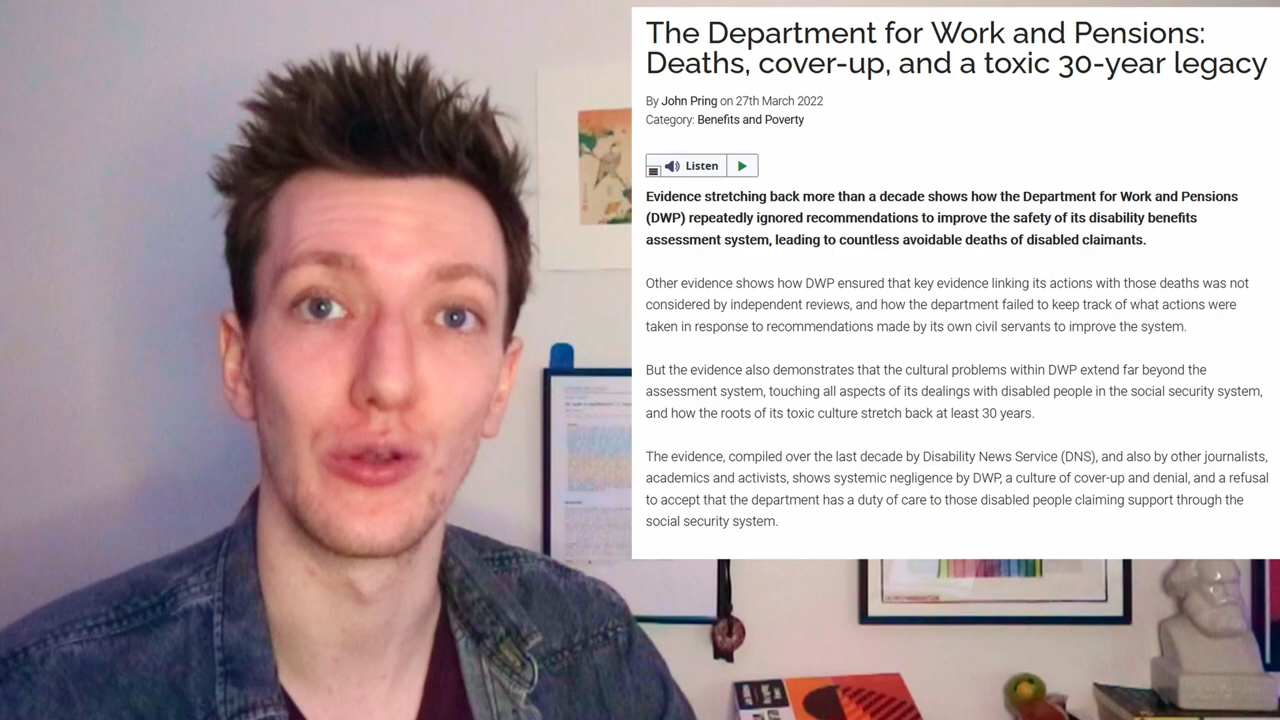 The Department for Work and Pensions:
Deaths, cover-up, and a toxic 30-year legacy
By John Pring on 27th March 2022
Category: Benefits and Poverty
Listen
Evidence stretching back more than a decade shows how the Department for Work and Pensions
(DWP) repeatedly ignored recommendations to improve the safety of its disability benefits
assessment system, leading to countless avoidable deaths of disabled claimants.
Other evidence shows how DWP ensured that key evidence linking its actions with those deaths was not
considered by independent reviews, and how the department failed to keep track of what actions were
taken in response to recommendations made by its own civil servants to improve the system.
But the evidence also demonstrates that the cultural problems within DWP extend far beyond the
assessment system, touching all aspects of its dealings with disabled people in the social security system,
and how the roots of its toxic culture stretch back at least 30 years.
The evidence, compiled over the last decade by Disability News Service (DNS), and also by other journalists,
academics and activists, shows systemic negligence by DWP, a culture of cover-up and denial, and a refusal
to accept that the department has a duty of care to those disabled people claiming support through the
social security system.